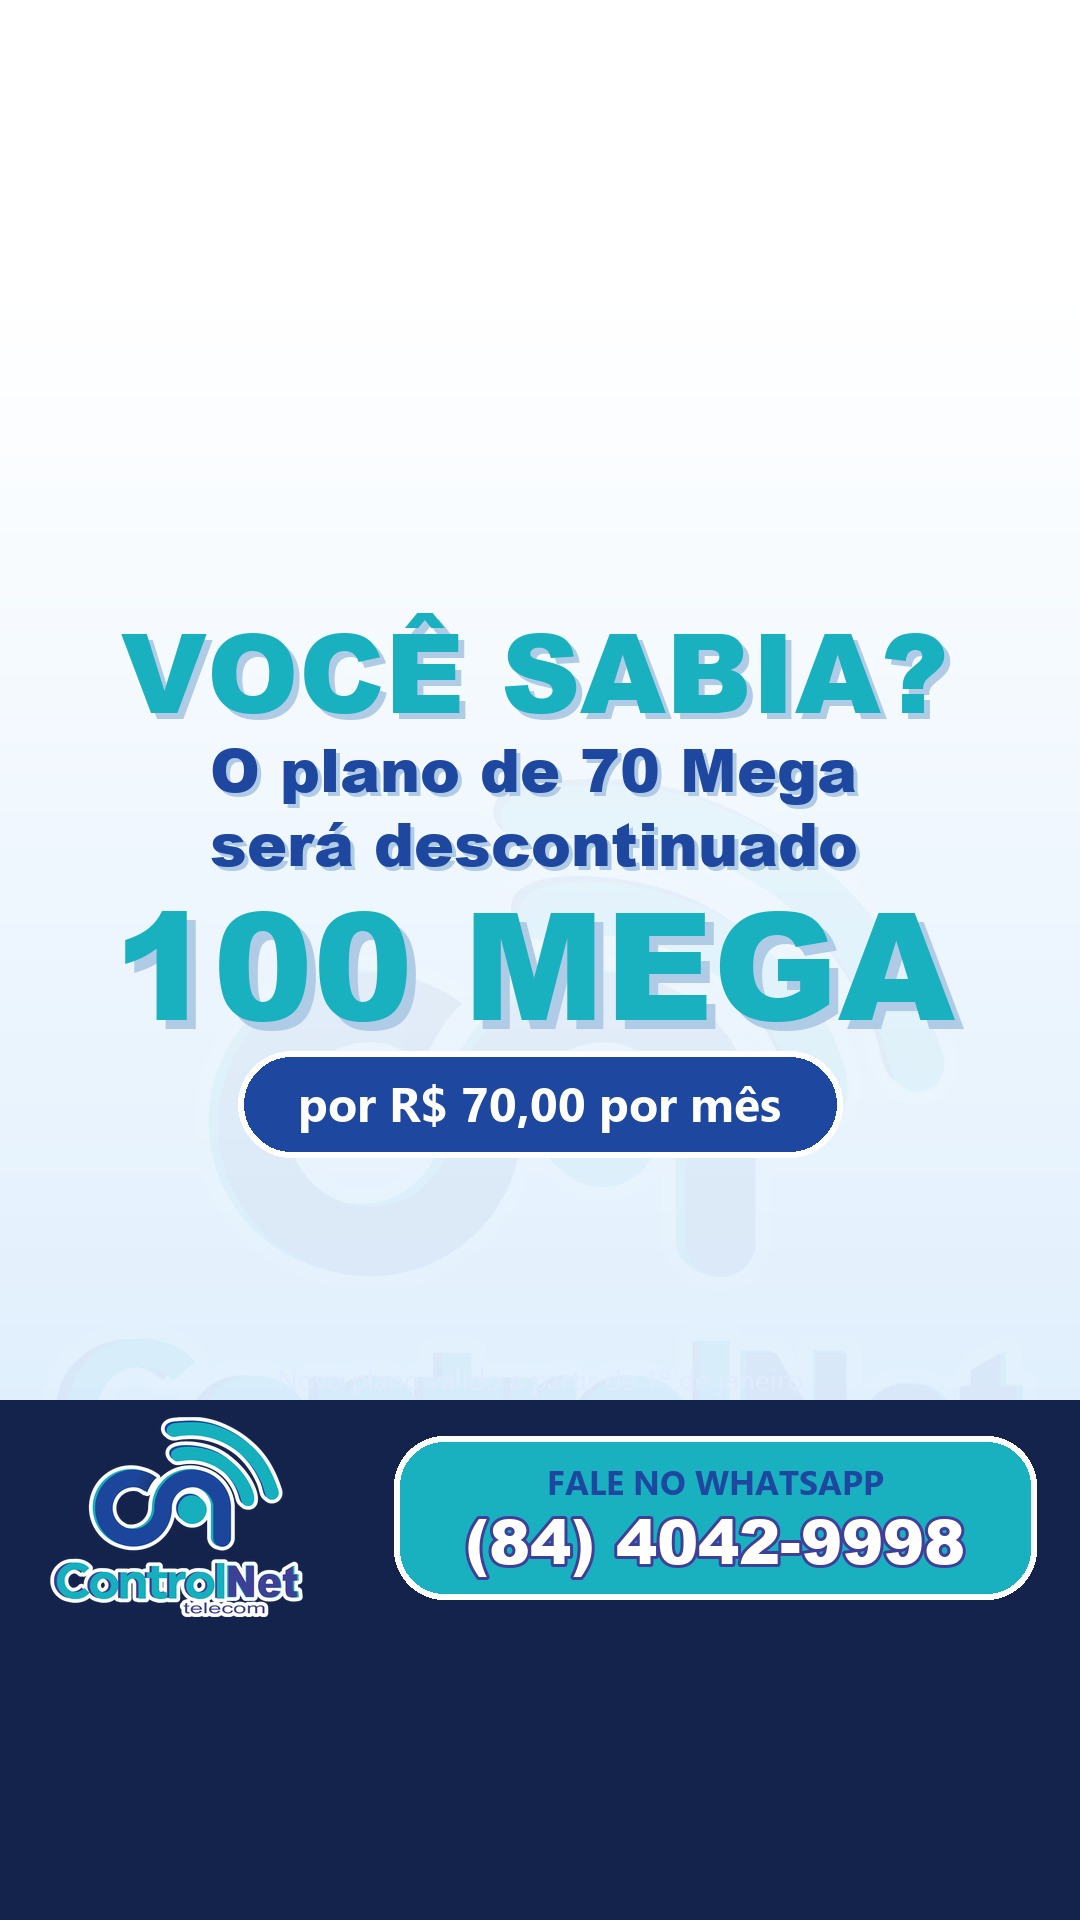 VOCÊ SABIA?
O plano de 70 Mega
será descontinuado
100 MEGA
por R$ 70,00 por mês
ControlNet
FALE NO WHATSAPP
(84) 4042-9998
ControlNet
telecom